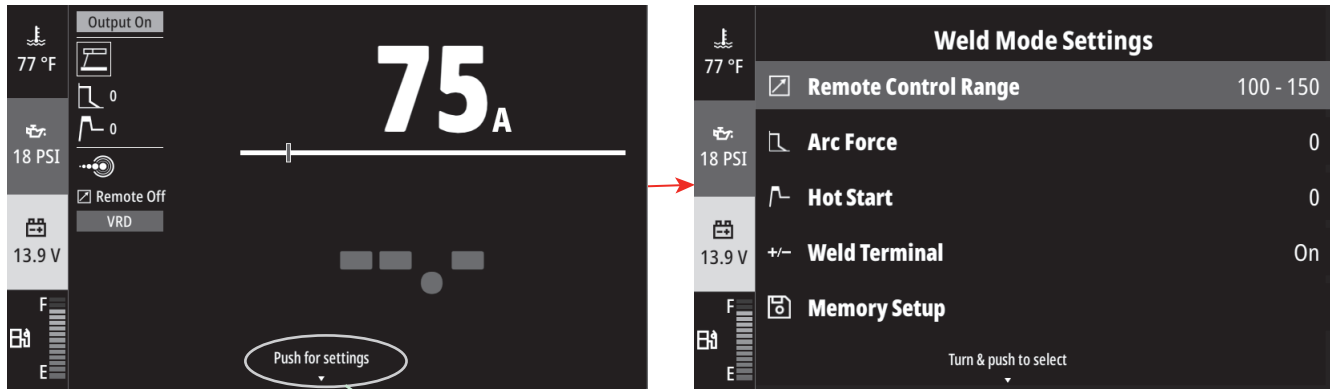 77 °F
18 PSI
13.9 V
F
E
Output On
0
0
Remote Off
VRD
75A
Push for settings
77 °F
18 PSI
13.9 V
F
E
Weld Mode Settings
Remote Control Range 100 - 150
Arc Force 0
Hot Start 0
+/− Weld Terminal On
Memory Setup
Turn & push to select